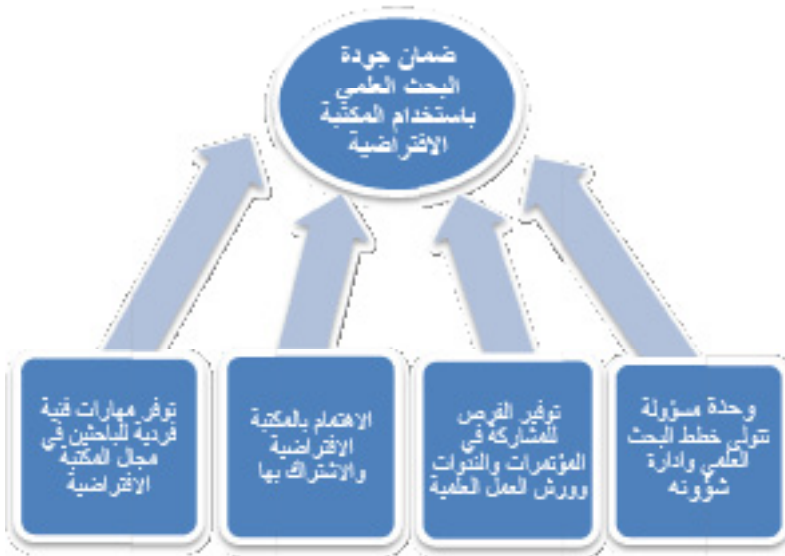 ضمان جودة
البحث العلمي
باستخدام المكتبة
الافتراضية
وحدة مسؤولة
تتولى خطط البحث
العلمي وادارة
شؤونه
توفير الفرص
للمشاركة في
المؤتمرات والندوات
وورش العمل العلمية
الاهتمام بالمكتبة
الافتراضية
والاشتراك بها
توفر مهارات فنية
فردية للباحثين في
مجال المكتبة
الافتراضية